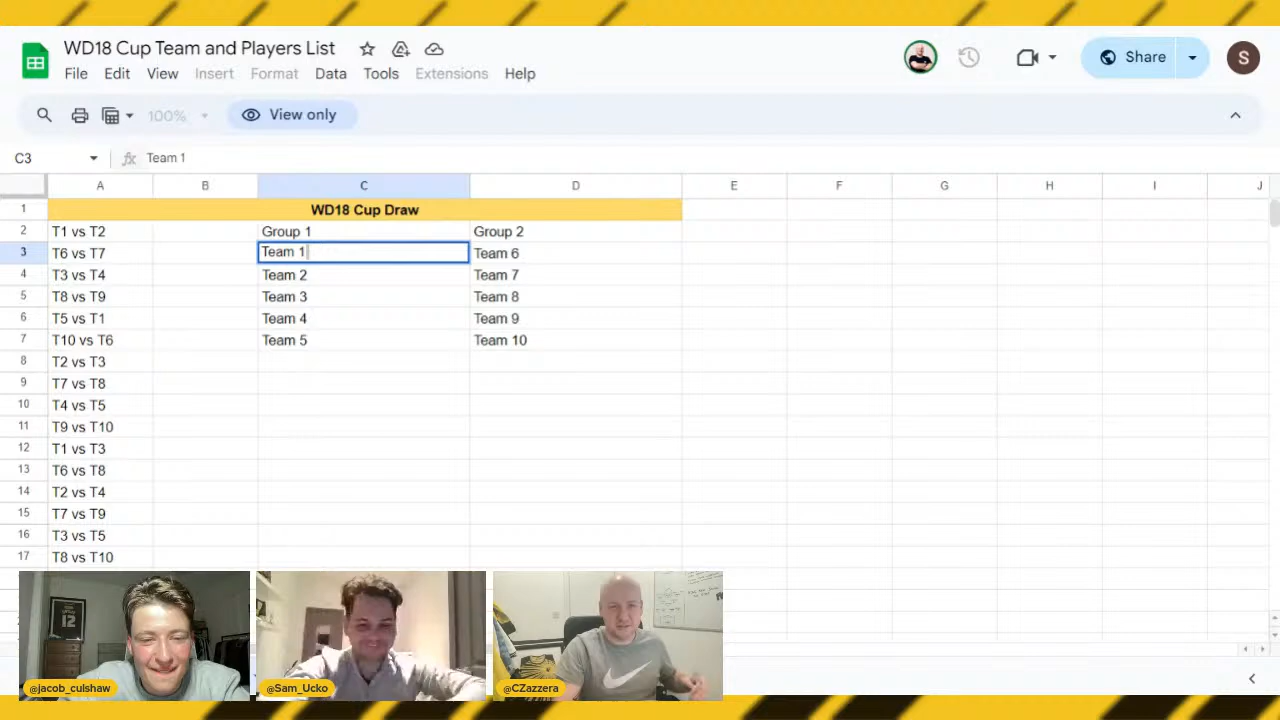 WD18 Cup Team and Players List
File Edit View Insert Format Data Tools Extensions Help
Share S
100% View only
C3 fx Team 1
A B C D E F G H I J
1 WD18 Cup Draw
2 T1 vs T2 Group 1 Group 2
3 T6 vs T7 Team 1 Team 6
4 T3 vs T4 Team 2 Team 7
5 T8 vs T9 Team 3 Team 8
6 T5 vs T1 Team 4 Team 9
7 T10 vs T6 Team 5 Team 10
8 T2 vs T3
9 T7 vs T8
10 T4 vs T5
11 T9 vs T10
12 T1 vs T3
13 T6 vs T8
14 T2 vs T4
15 T7 vs T9
16 T3 vs T5
17 T8 vs T10
12
@jacob_culshaw @Sam_Ucko @CZazzera